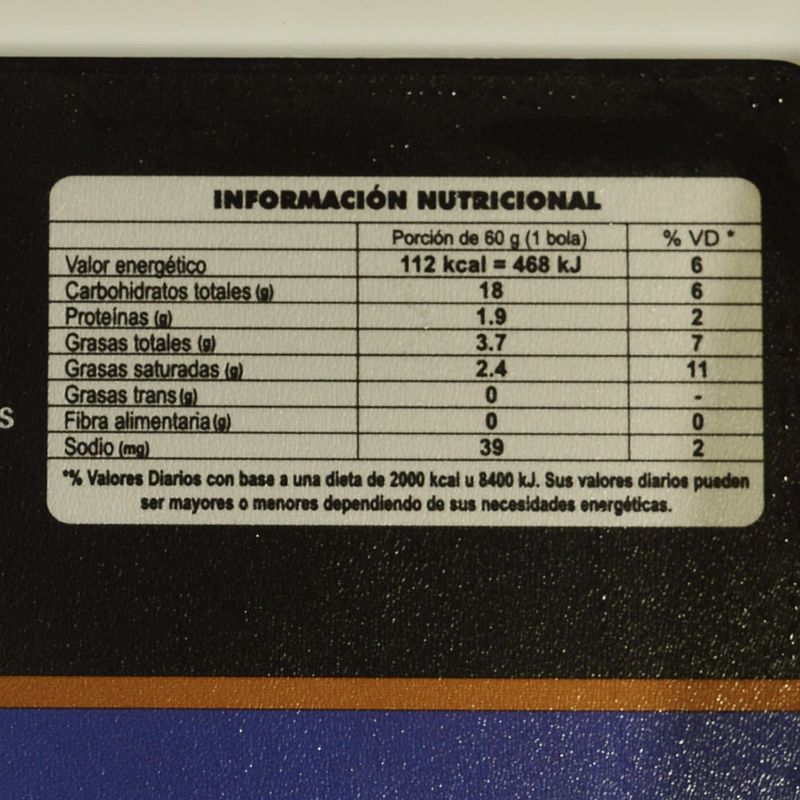 INFORMACIÓN NUTRICIONAL
Porción de 60 g (1 bola) % VD *
Valor energético 112 kcal = 468 kJ 6
Carbohidratos totales (g) 18 6
Proteínas (g) 1.9 2
Grasas totales (g) 3.7 7
Grasas saturadas (g) 2.4 11
Grasas trans (g) 0 -
Fibra alimentaria (g) 0 0
Sodio (mg) 39 2
*% Valores Diarios con base a una dieta de 2000 kcal u 8400 kJ. Sus valores diarios pueden
ser mayores o menores dependiendo de sus necesidades energéticas.